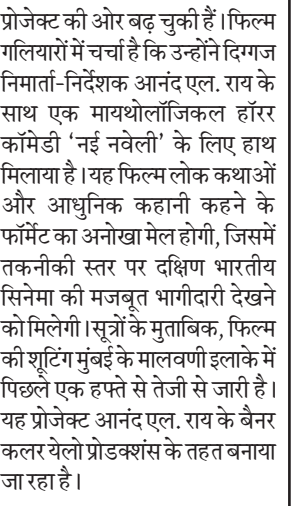 प्रोजेक्ट की ओर बढ़ चुकी हैं। फिल्म
गलियारों में चर्चा है कि उन्होंने दिग्गज
निमार्ता-निर्देशक आनंद एल. राय के
साथ एक मायथोलॉजिकल हॉरर
कॉमेडी ‘नई नवेली’ के लिए हाथ
मिलाया है। यह फिल्म लोक कथाओं
और आधुनिक कहानी कहने के
फॉर्मेट का अनोखा मेल होगी, जिसमें
तकनीकी स्तर पर दक्षिण भारतीय
सिनेमा की मजबूत भागीदारी देखने
को मिलेगी। सूत्रों के मुताबिक, फिल्म
की शूटिंग मुंबई के मालवणी इलाके में
पिछले एक हफ्ते से तेजी से जारी है।
यह प्रोजेक्ट आनंद एल. राय के बैनर
कलर येलो प्रोडक्शंस के तहत बनाया
जा रहा है।